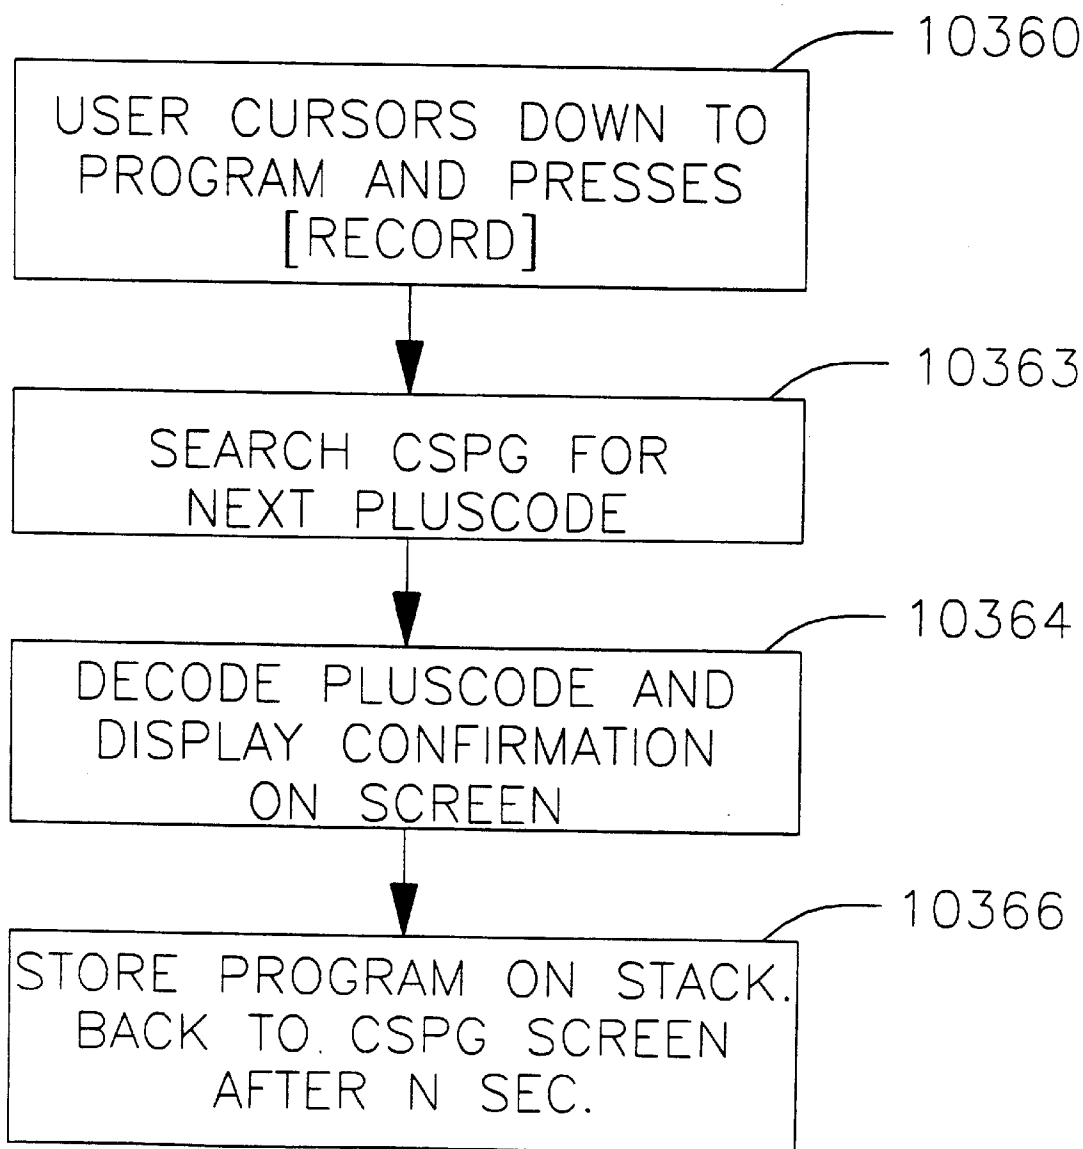 10360
USER CURSORS DOWN TO
PROGRAM AND PRESSES
[RECORD]
10363
SEARCH CSPG FOR
NEXT PLUSCODE
10364
DECODE PLUSCODE AND
DISPLAY CONFIRMATION
ON SCREEN
10366
STORE PROGRAM ON STACK.
BACK TO CSPG SCREEN
AFTER N SEC.